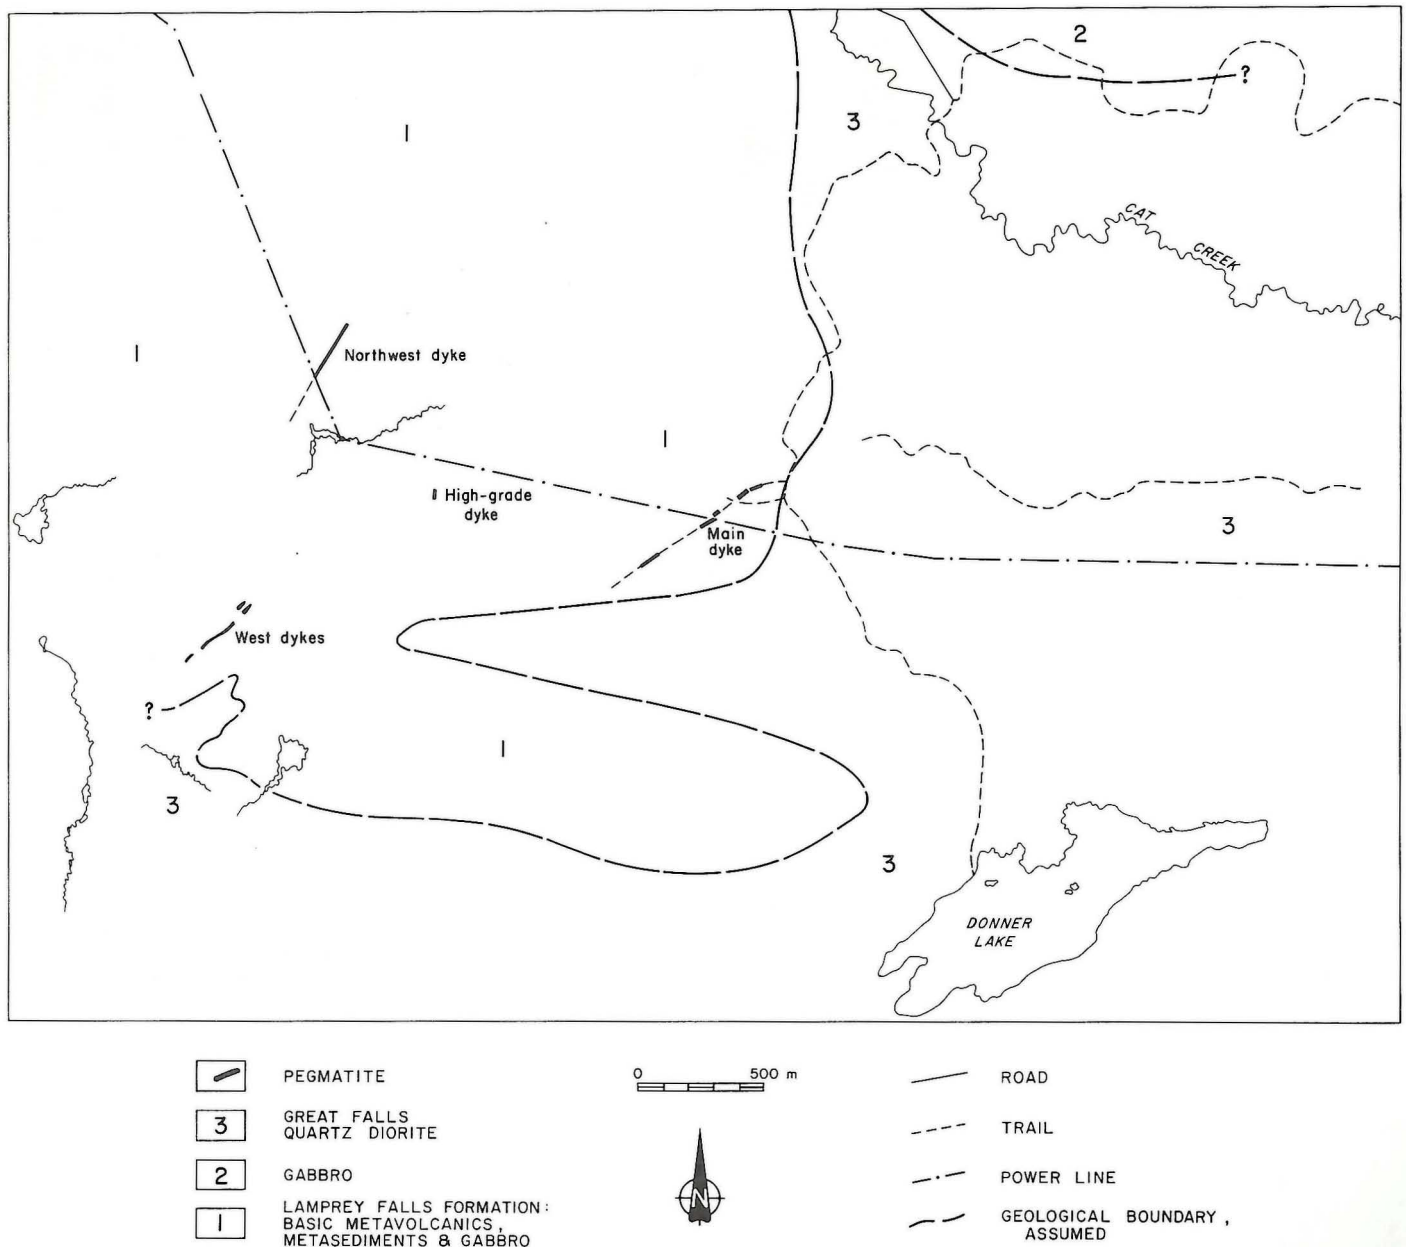 2
?
3
1
CAT
CREEK
1
Northwest dyke
1
High-grade
dyke
3
Main
dyke
West dykes
?
1
3
3
DONNER
LAKE
PEGMATITE
3
GREAT FALLS
QUARTZ DIORITE
2
GABBRO
1
LAMPREY FALLS FORMATION:
BASIC METAVOLCANICS,
METASEDIMENTS & GABBRO
0 500 m
N
ROAD
TRAIL
POWER LINE
GEOLOGICAL BOUNDARY,
ASSUMED